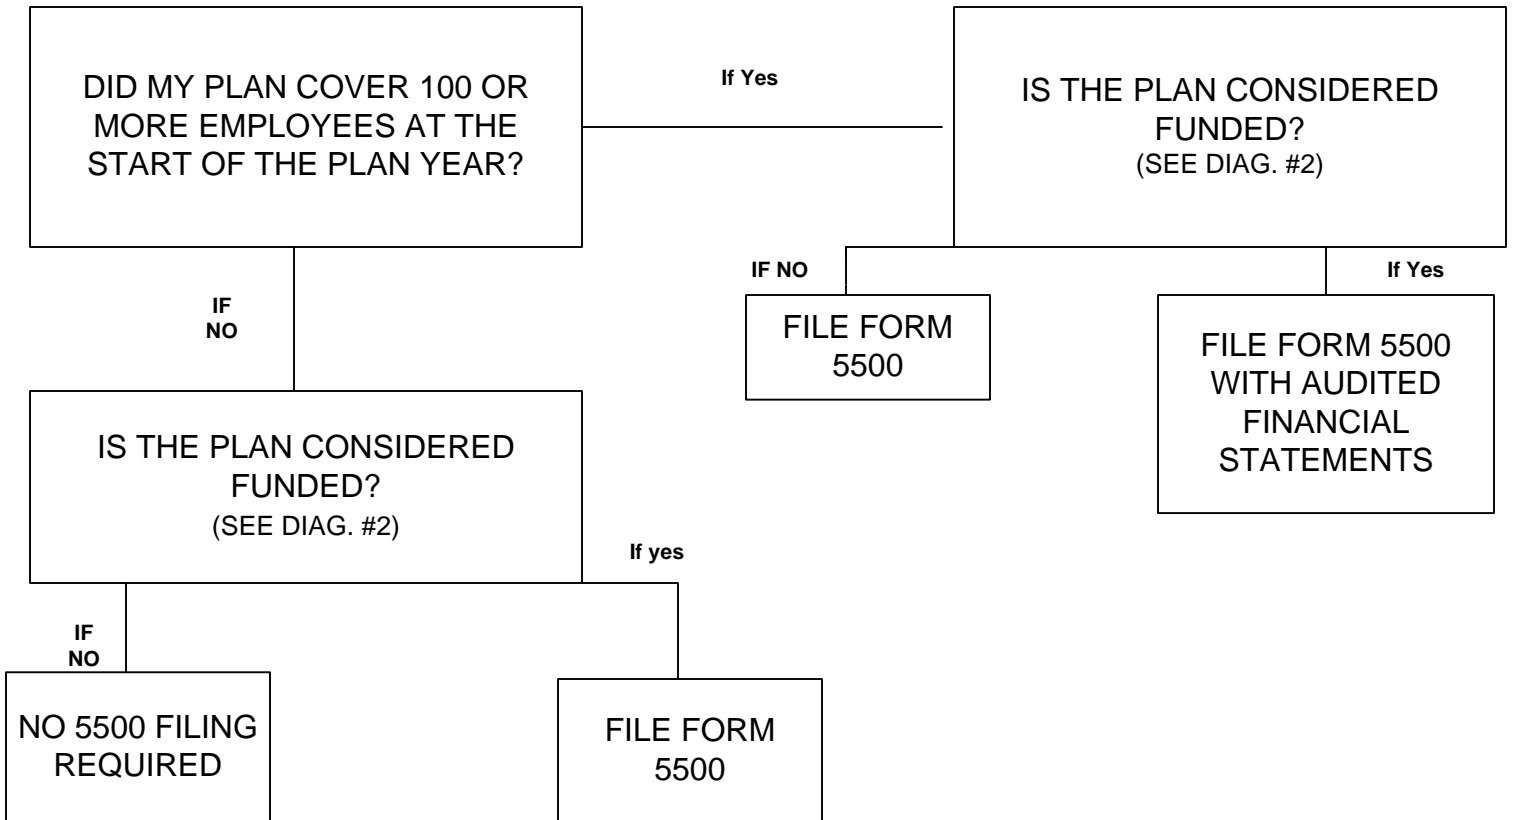 DID MY PLAN COVER 100 OR
MORE EMPLOYEES AT THE
START OF THE PLAN YEAR?
If Yes
IS THE PLAN CONSIDERED
FUNDED?
(SEE DIAG. #2)
IF
NO
IF NO
If Yes
FILE FORM
5500
FILE FORM 5500
WITH AUDITED
FINANCIAL
STATEMENTS
IS THE PLAN CONSIDERED
FUNDED?
(SEE DIAG. #2)
IF
NO
If yes
NO 5500 FILING
REQUIRED
FILE FORM
5500